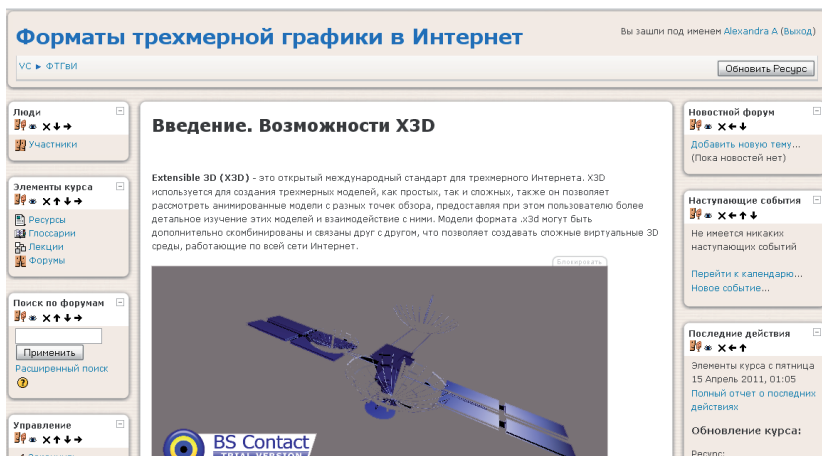 Форматы трехмерной графики в Интернет
Вы зашли под именем Alexandra A (Выход)
VC ► ФТГвИ
Обновить Ресурс
Люди
Участники
Элементы курса
Ресурсы
Глоссарии
Лекции
Форумы
Поиск по форумам
Применить
Расширенный поиск
Управление
Введение. Возможности X3D
Extensible 3D (X3D) - это открытый международный стандарт для трехмерного Интернета. X3D
используется для создания трехмерных моделей, как простых, так и сложных, также он позволяет
рассмотреть анимированные модели с разных точек обзора, предоставляя при этом пользователю более
детальное изучение этих моделей и взаимодействие с ними. Модели формата .x3d могут быть
дополнительно скомбинированы и связаны друг с другом, что позволяет создавать сложные виртуальные 3D
среды, работающие по всей сети Интернет.
Блокировать
BS Contact
TRIAL VERSION
Новостной форум
Добавить новую тему...
(Пока новостей нет)
Наступающие события
Не имеется никаких
наступающих событий
Перейти к календарю...
Новое событие...
Последние действия
Элементы курса с пятница
15 Апрель 2011, 01:05
Полный отчет о последних
действиях
Обновление курса:
Ресурс: